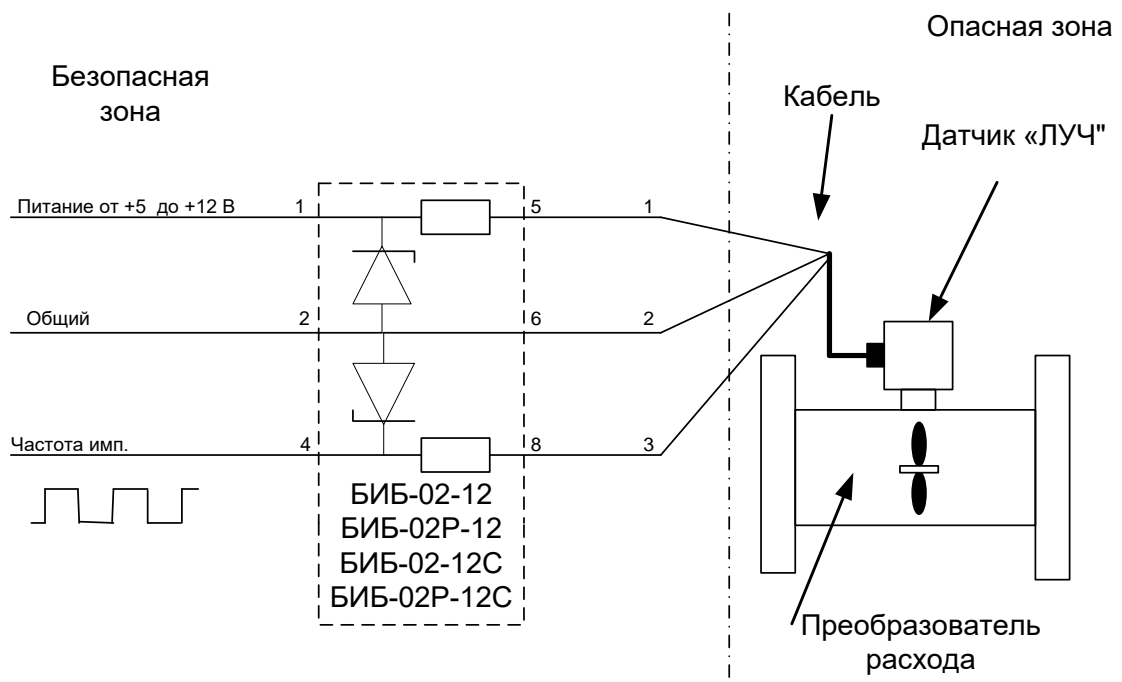 Опасная зона
Безопасная
зона
Кабель
Датчик «ЛУЧ"
Питание от +5 до +12 В
1
5
1
Общий
2
6
2
Частота имп.
4
8
3
БИБ-02-12
БИБ-02Р-12
БИБ-02-12С
БИБ-02Р-12С
Преобразователь
расхода